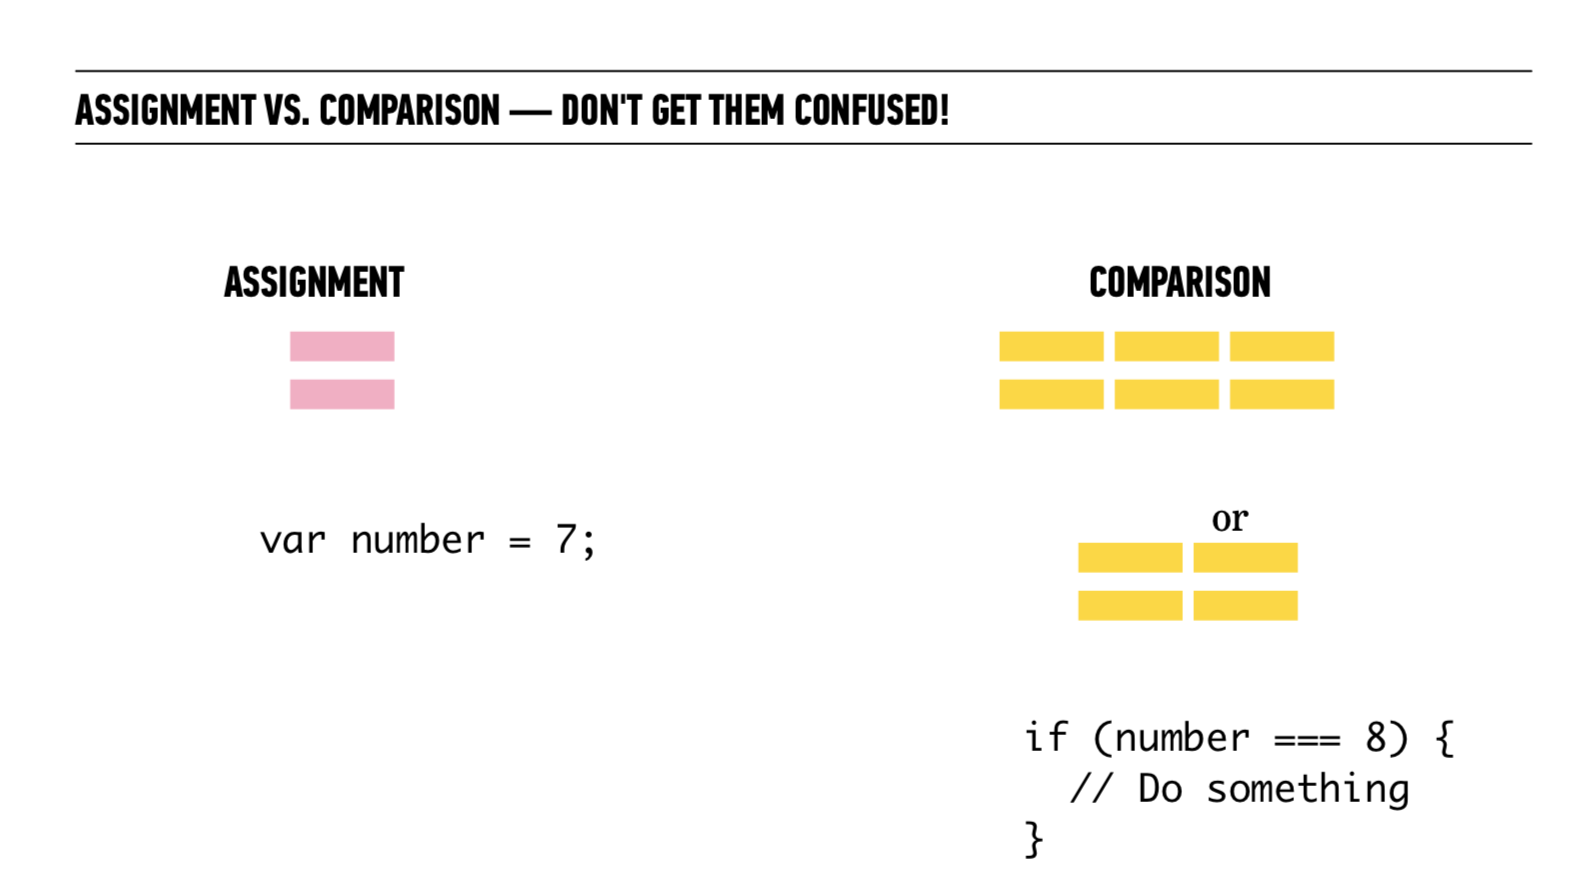 ASSIGNMENT VS. COMPARISON — DON'T GET THEM CONFUSED!
ASSIGNMENT
=
var number = 7;
COMPARISON
===
or
==
if (number === 8) {
  // Do something
}